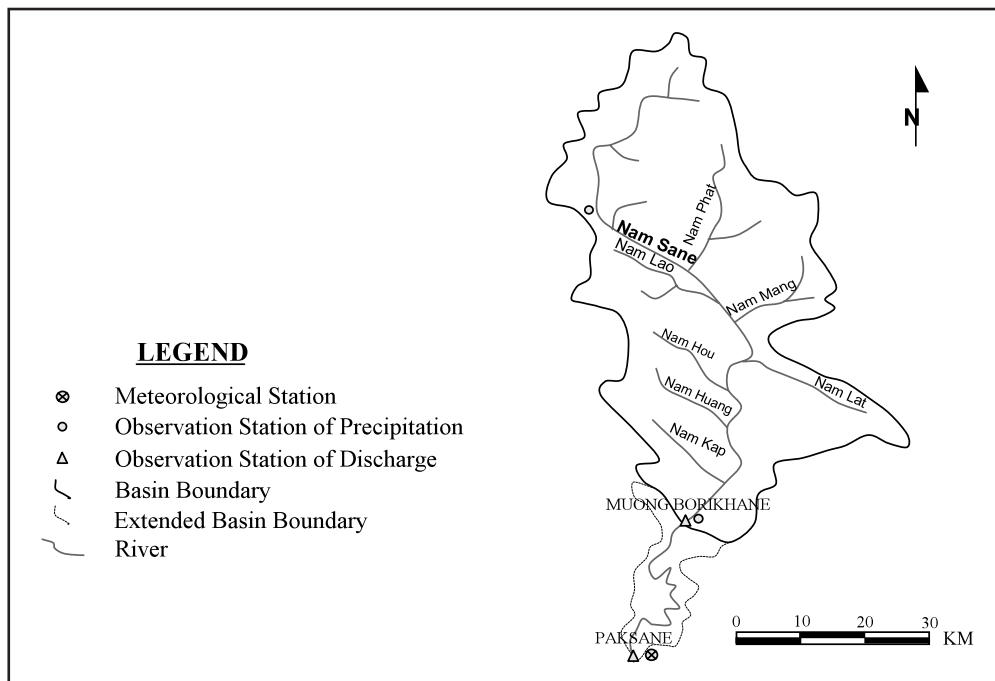 N
Nam Phat
Nam Sane
Nam Lao
Nam Mang
Nam Hou
Nam Lat
Nam Huang
Nam Kap
MUONG BORIKHANE
PAKSANE
0 10 20 30
KM
LEGEND
Meteorological Station
Observation Station of Precipitation
Observation Station of Discharge
Basin Boundary
Extended Basin Boundary
River